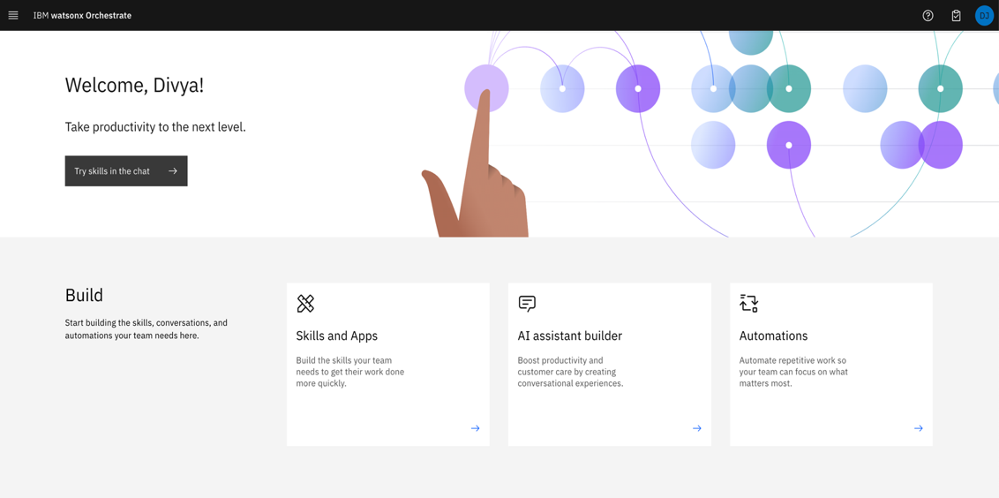 IBM watsonx Orchestrate
DJ
Welcome, Divya!
Take productivity to the next level.
Try skills in the chat
Build
Start building the skills, conversations, and
automations your team needs here.
Skills and Apps
Build the skills your team
needs to get their work done
more quickly.
AI assistant builder
Boost productivity and
customer care by creating
conversational experiences.
Automations
Automate repetitive work so
your team can focus on what
matters most.